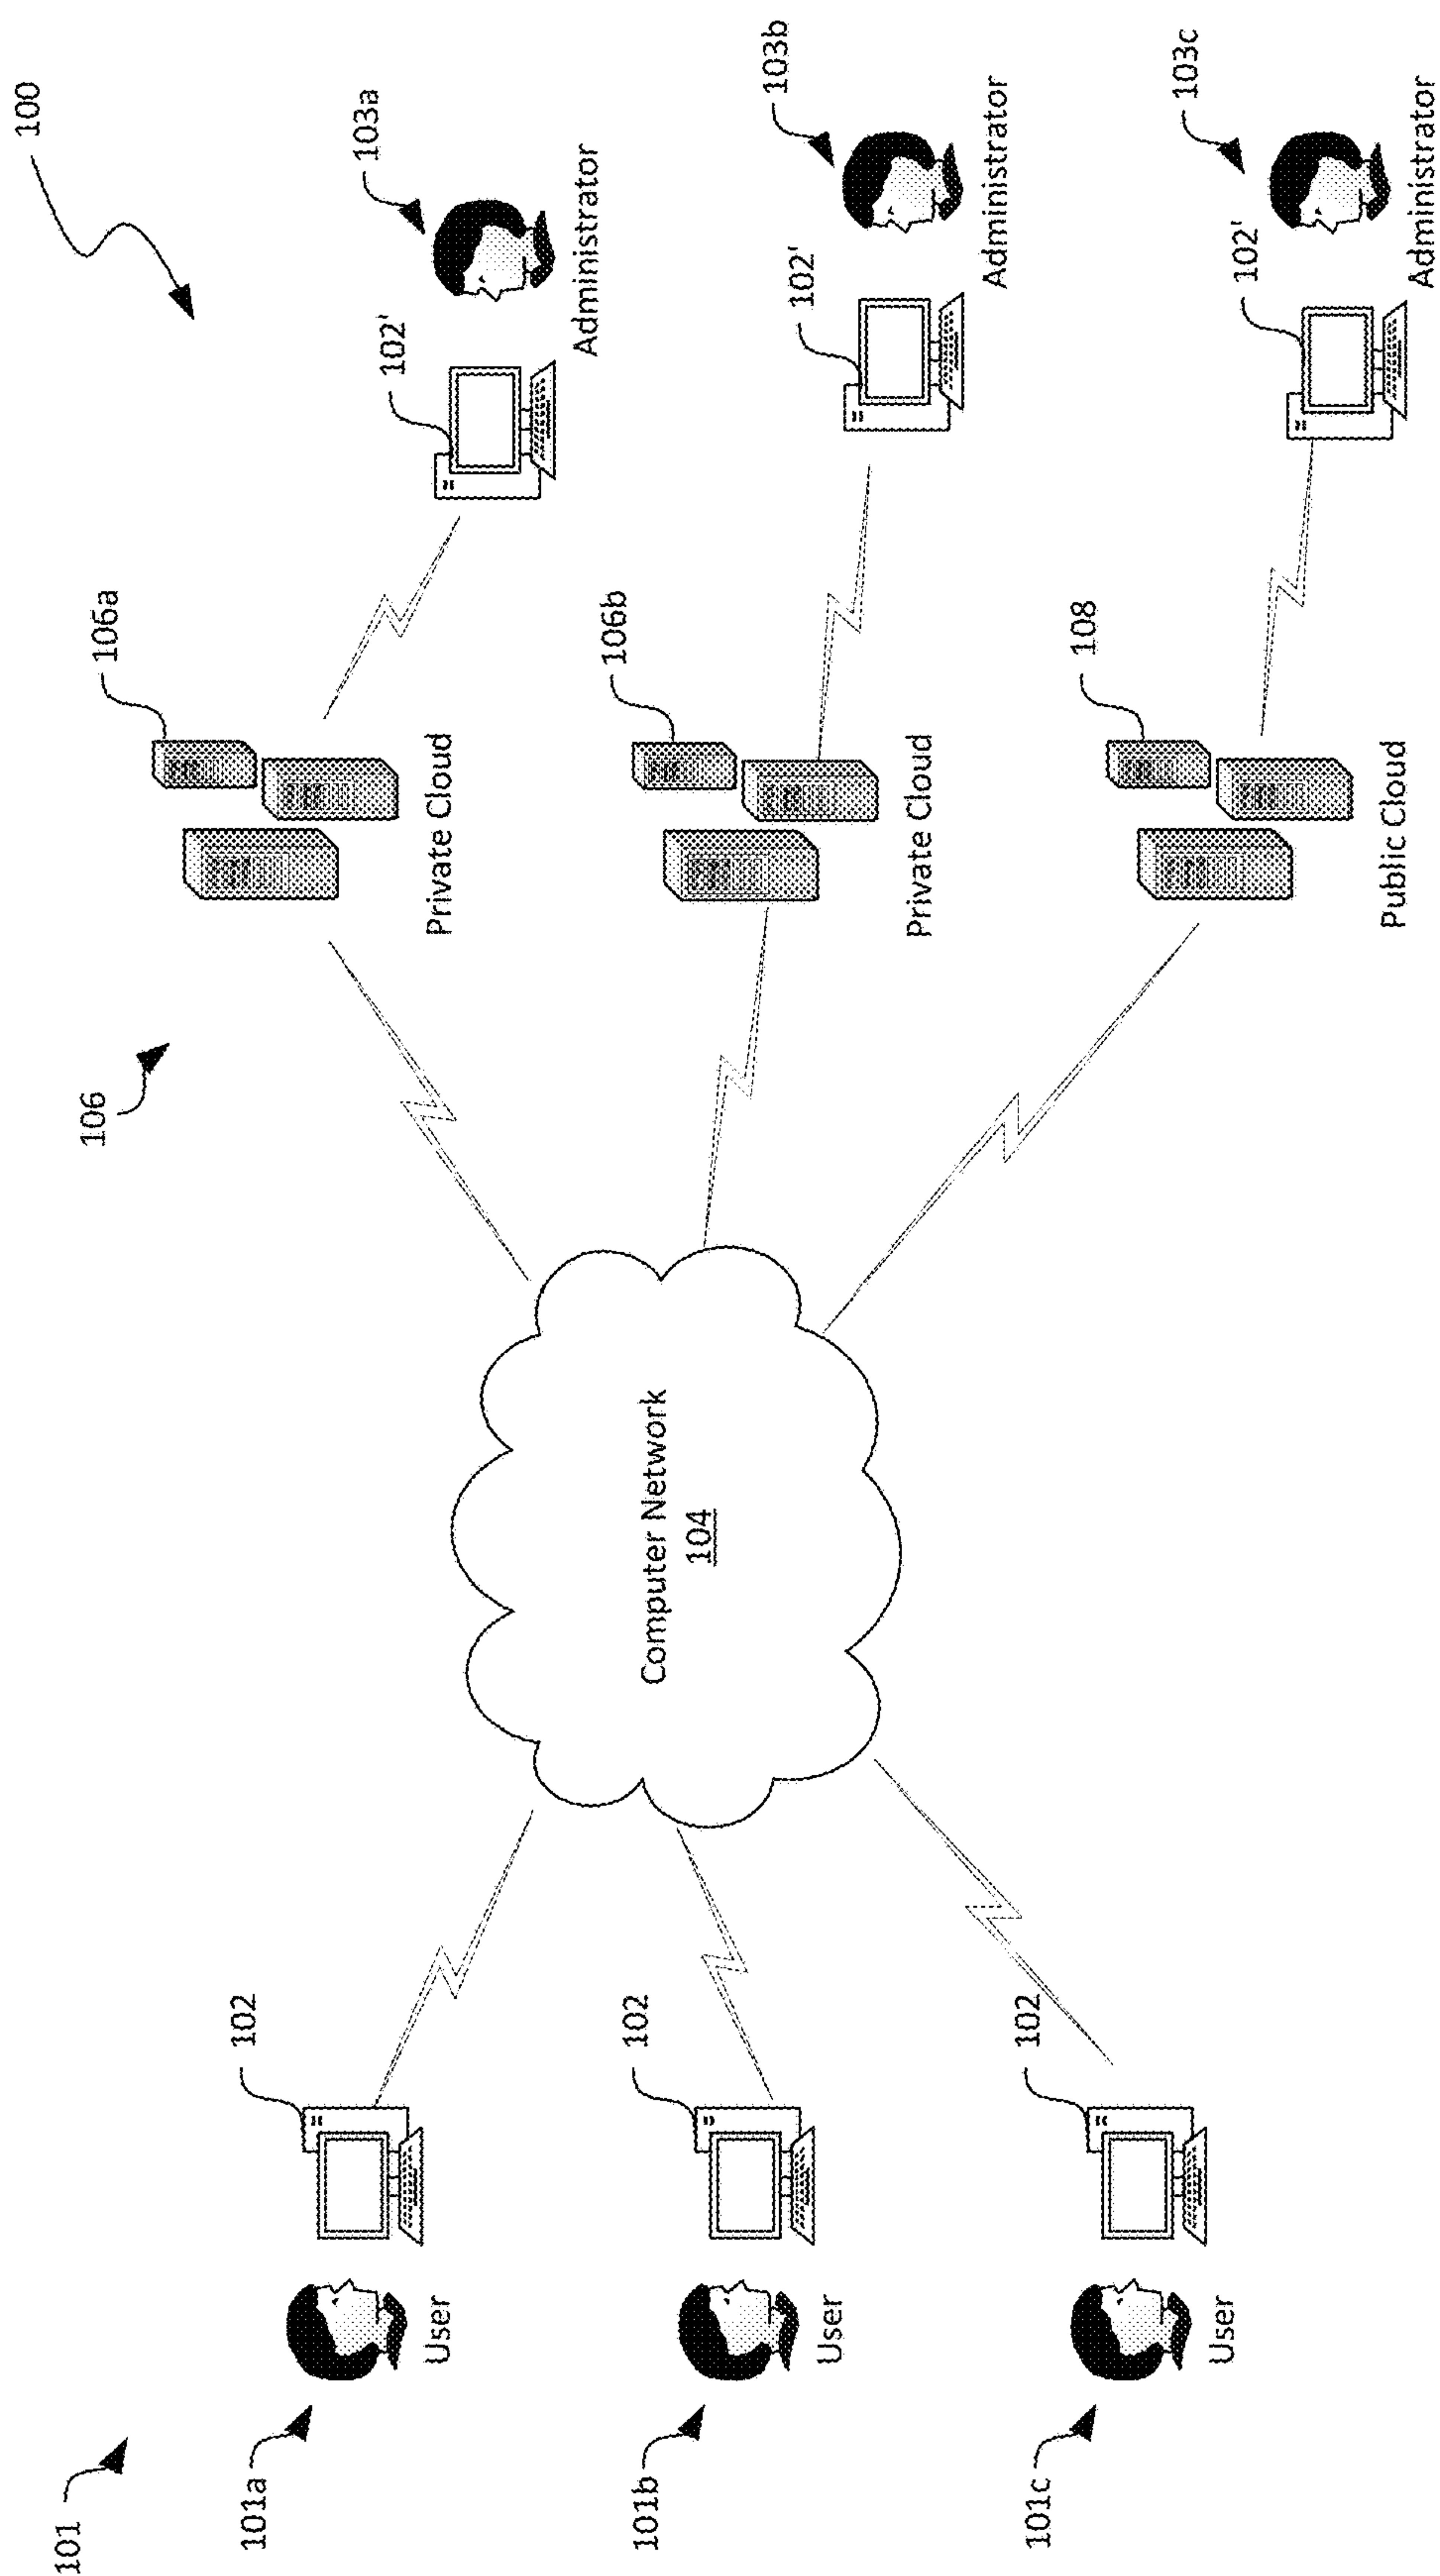 100
101
101a
102
User
101b
102
User
101c
102
User
Computer Network
104
106
106a
Private Cloud
106b
Private Cloud
108
Public Cloud
102'
103a
Administrator
102'
103b
Administrator
102'
103c
Administrator